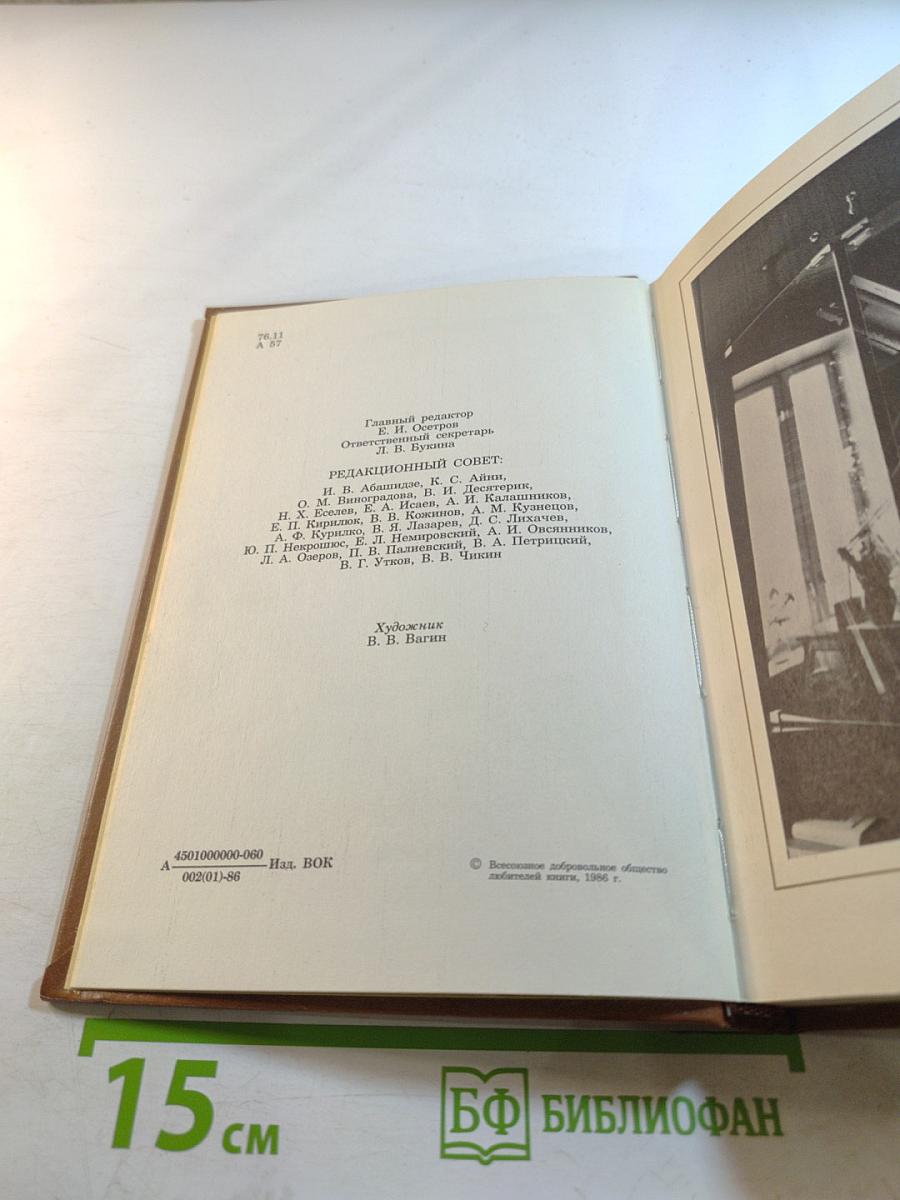 76.11
А 57
Главный редактор
Е. И. Осетров
Ответственный секретарь
Л. В. Букина
РЕДАКЦИОННЫЙ СОВЕТ:
И. В. Абашидзе, К. С. Айни,
О. М. Виноградова, В. И. Десятерик,
Н. Х. Еселев, Е. А. Исаев, А. И. Калашников,
Е. П. Кирилюк, В. В. Кожинов, А. М. Кузнецов,
А. Ф. Курилко, В. Я. Лазарев, Д. С. Лихачев,
Ю. П. Некрошюс, Е. Л. Немировский, А. И. Овсянников,
Л. А. Озеров, П. В. Палиевский, В. А. Петрицкий,
В. Г. Утков, В. В. Чикин
Художник
В. В. Вагин
А 4501000000-060 Изд. ВОК
002(01)-86
© Всесоюзное добровольное общество
любителей книги, 1986 г.
15 см
БФ БИБЛИОФАН